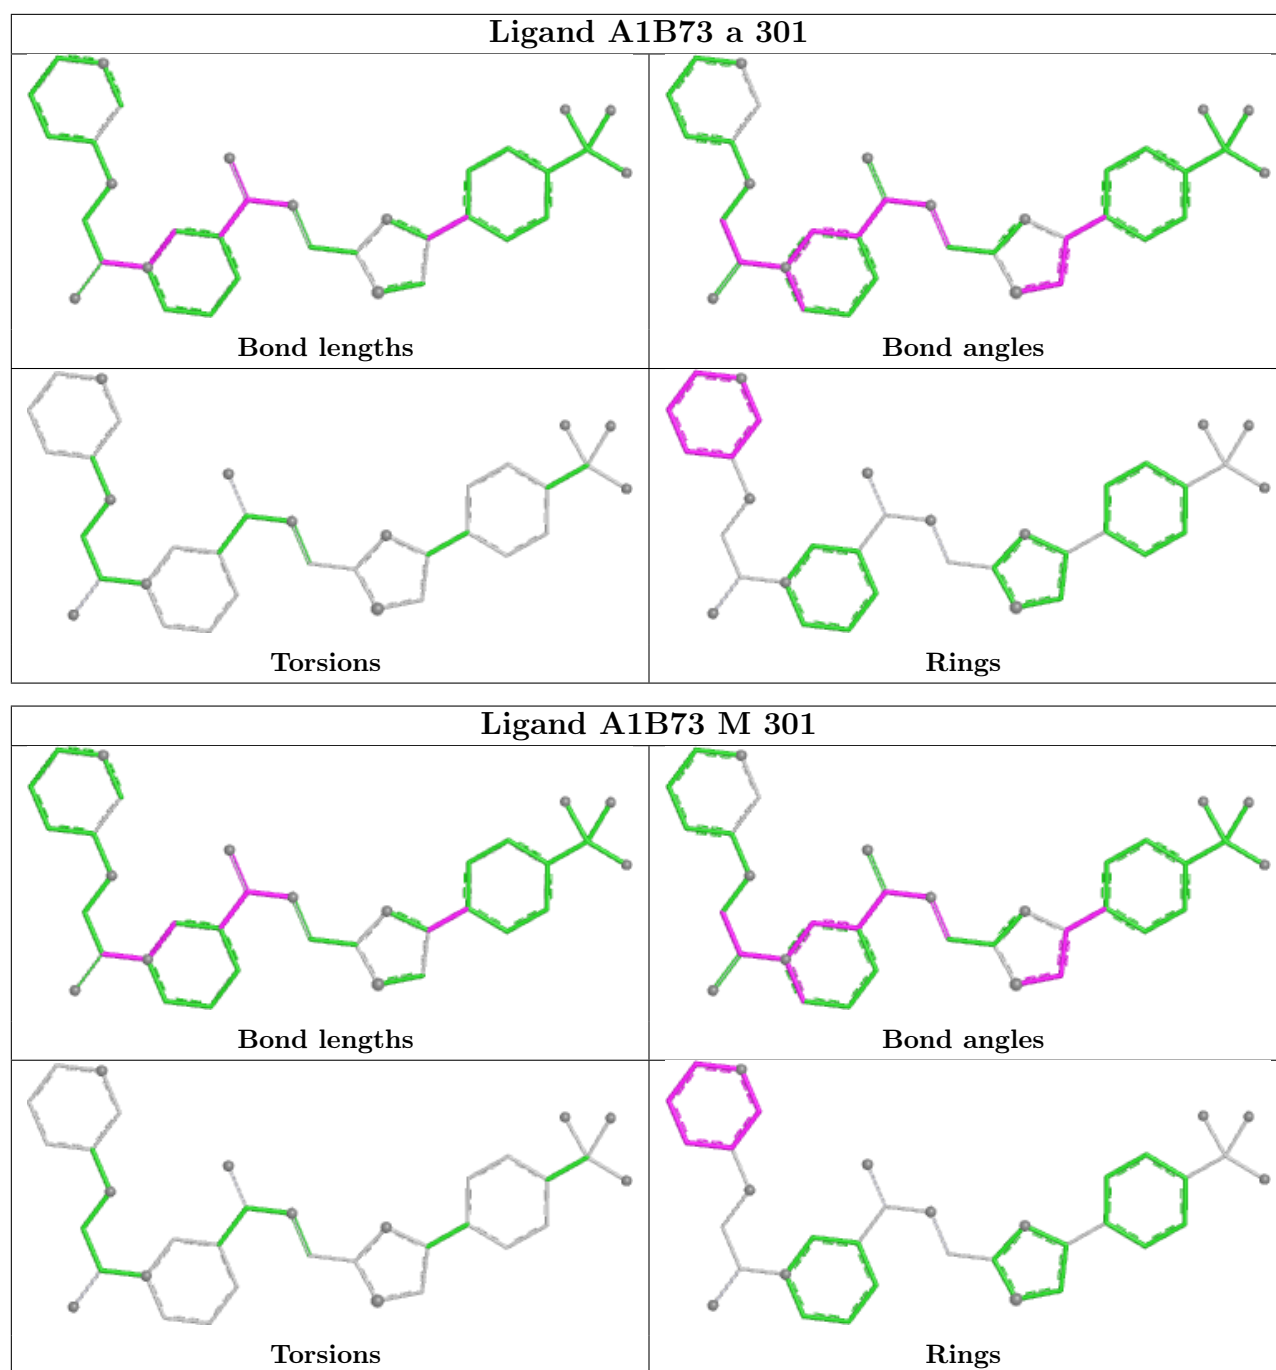 Ligand A1B73 a 301
Bond lengths
Bond angles
Torsions
Rings
Ligand A1B73 M 301
Bond lengths
Bond angles
Torsions
Rings